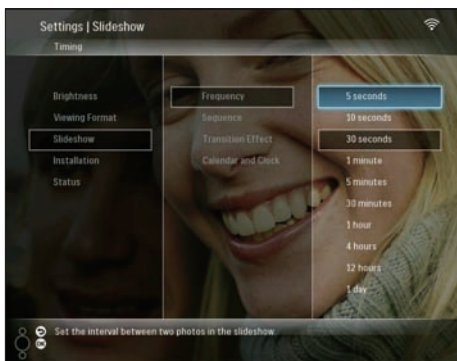 Settings | Slideshow
Timing
Brightness
Viewing Format
Slideshow
Installation
Status
Frequency
Sequence
Transition Effect
Calendar and Clock
5 seconds
10 seconds
30 seconds
1 minute
5 minutes
30 minutes
1 hour
4 hours
12 hours
1 day
Set the interval between two photos in the slideshow.
OK